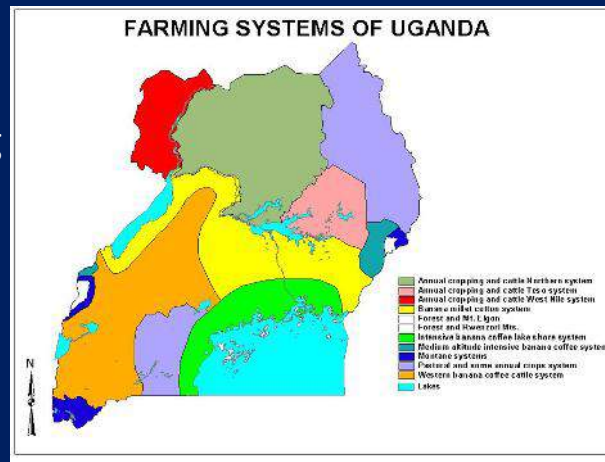 FARMING SYSTEMS OF UGANDA
Annual cropping and cattle Northern system
Annual cropping and cattle Teso system
Annual cropping and cattle West Nile system
Banana millet cotton system
Forest and Mt. Elgon
Forest and Rwenzori Mts.
Intensive banana coffee lake shore system
Medium altitude intensive banana coffee system
Montane systems
Pastoral and some annual crops system
Western banana coffee cattle system
Lakes
N